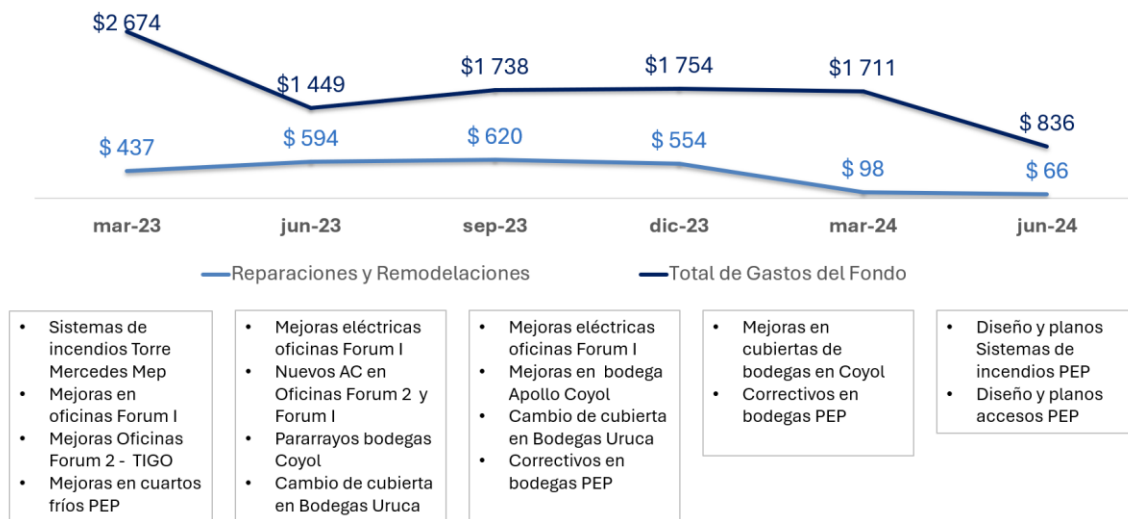 $2 674
$1 449
$1 738
$1 754
$1 711
$ 836
$ 437
$ 594
$ 620
$ 554
$ 98
$ 66
mar-23
jun-23
sep-23
dic-23
mar-24
jun-24
Reparaciones y Remodelaciones
Total de Gastos del Fondo
• Sistemas de
incendios Torre
Mercedes Mep
• Mejoras en
oficinas Forum I
• Mejoras Oficinas
Forum 2 - TIGO
• Mejoras en cuartos
fríos PEP
• Mejoras eléctricas
oficinas Forum I
• Nuevos AC en
Oficinas Forum 2 y
Forum I
• Pararrayos bodegas
Coyol
• Cambio de cubierta
en Bodegas Uruca
• Mejoras eléctricas
oficinas Forum I
• Mejoras en bodega
Apollo Coyol
• Cambio de cubierta
en Bodegas Uruca
• Correctivos en
bodegas PEP
• Mejoras en
cubiertas de
bodegas en Coyol
• Correctivos en
bodegas PEP
• Diseño y planos
Sistemas de
incendios PEP
• Diseño y planos
accesos PEP